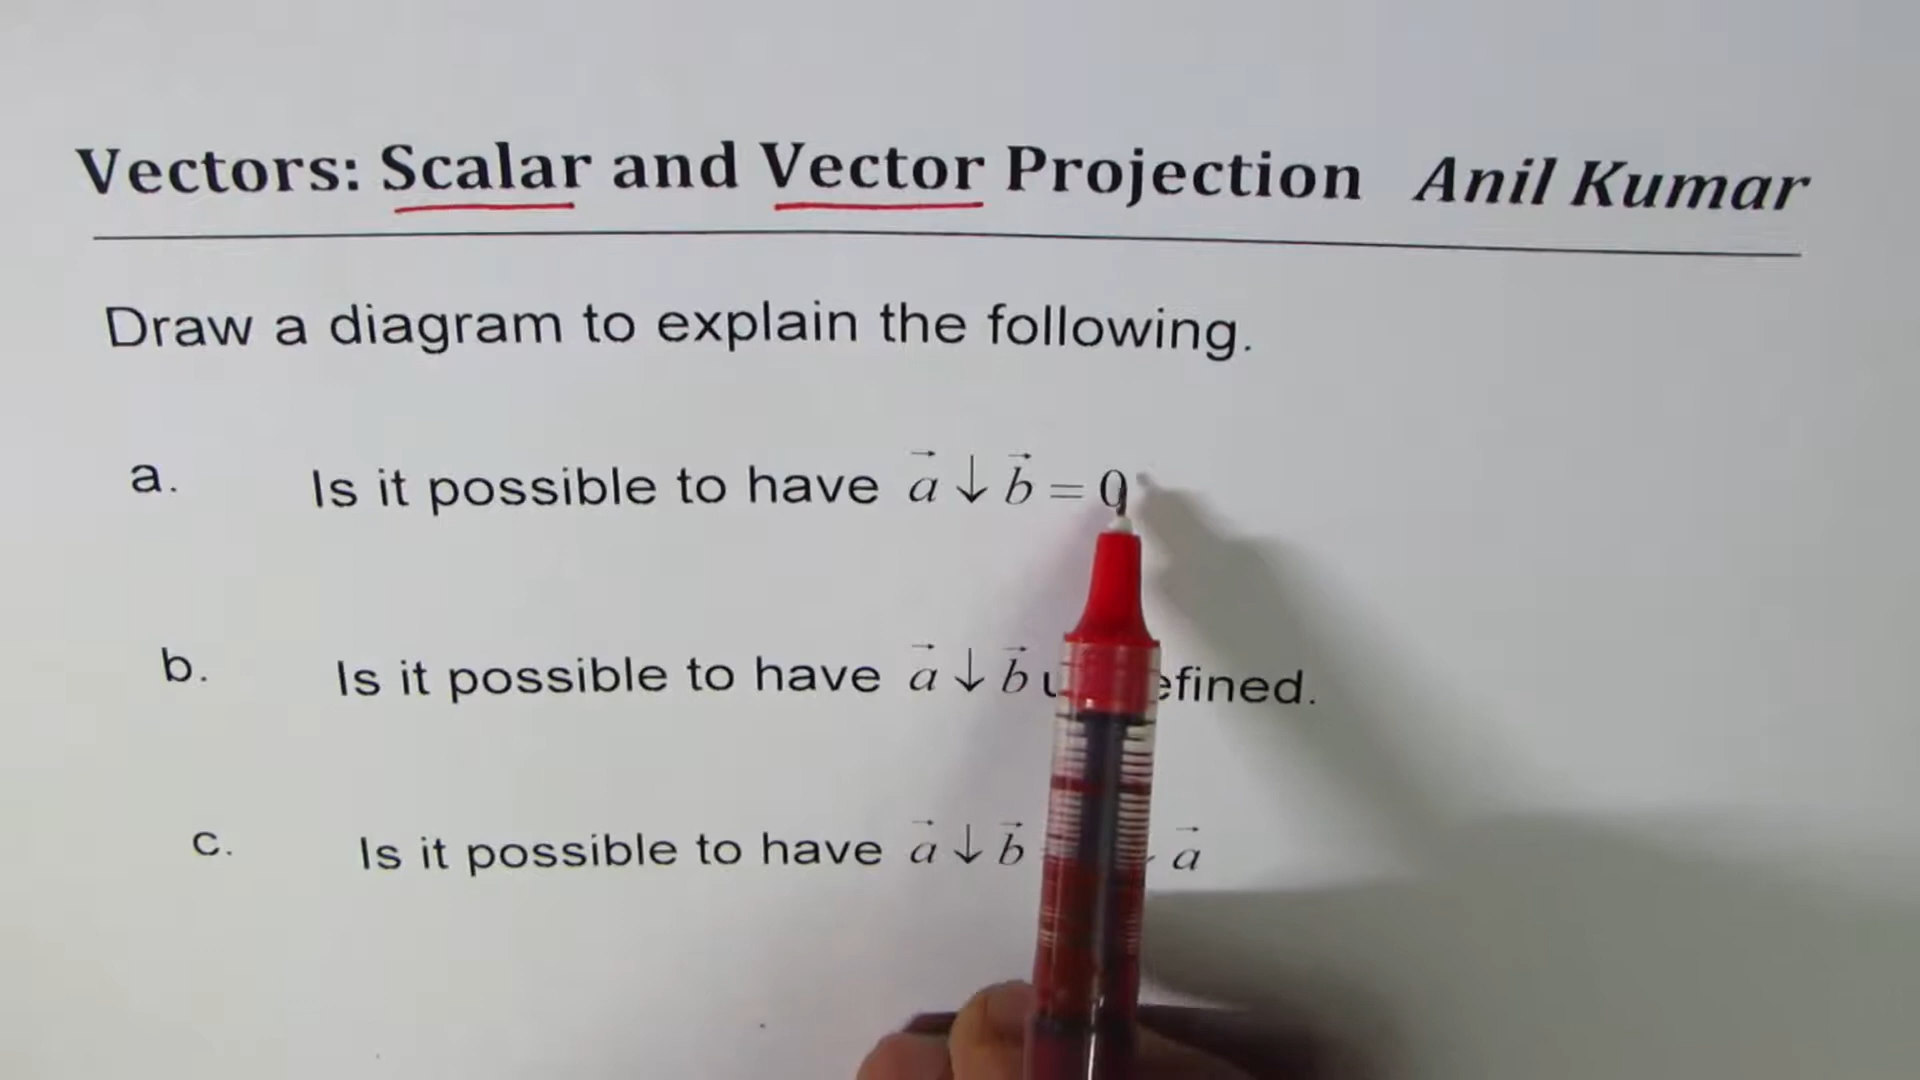 Vectors: Scalar and Vector Projection Anil Kumar
Draw a diagram to explain the following.
a. Is it possible to have a⃗ ↓ b⃗ = 0
b. Is it possible to have a⃗ ↓ b⃗
c. Is it possible to have a⃗ ↓ b⃗ a⃗